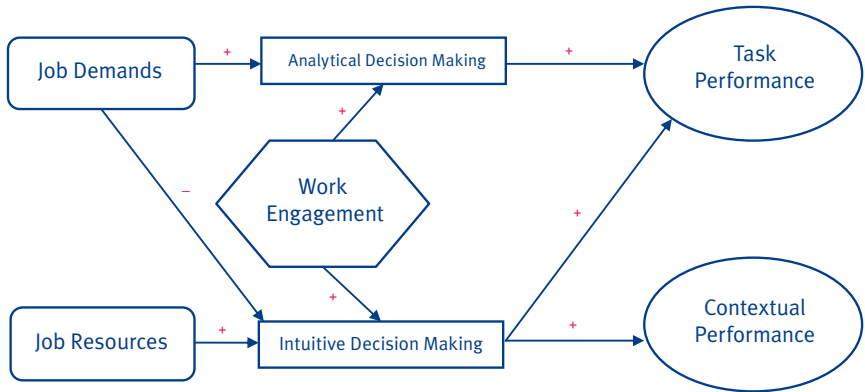 Job Demands
+
Analytical Decision Making
+
Task
Performance
+
–
Work
Engagement
+
+
Job Resources
+
Intuitive Decision Making
+
Contextual
Performance